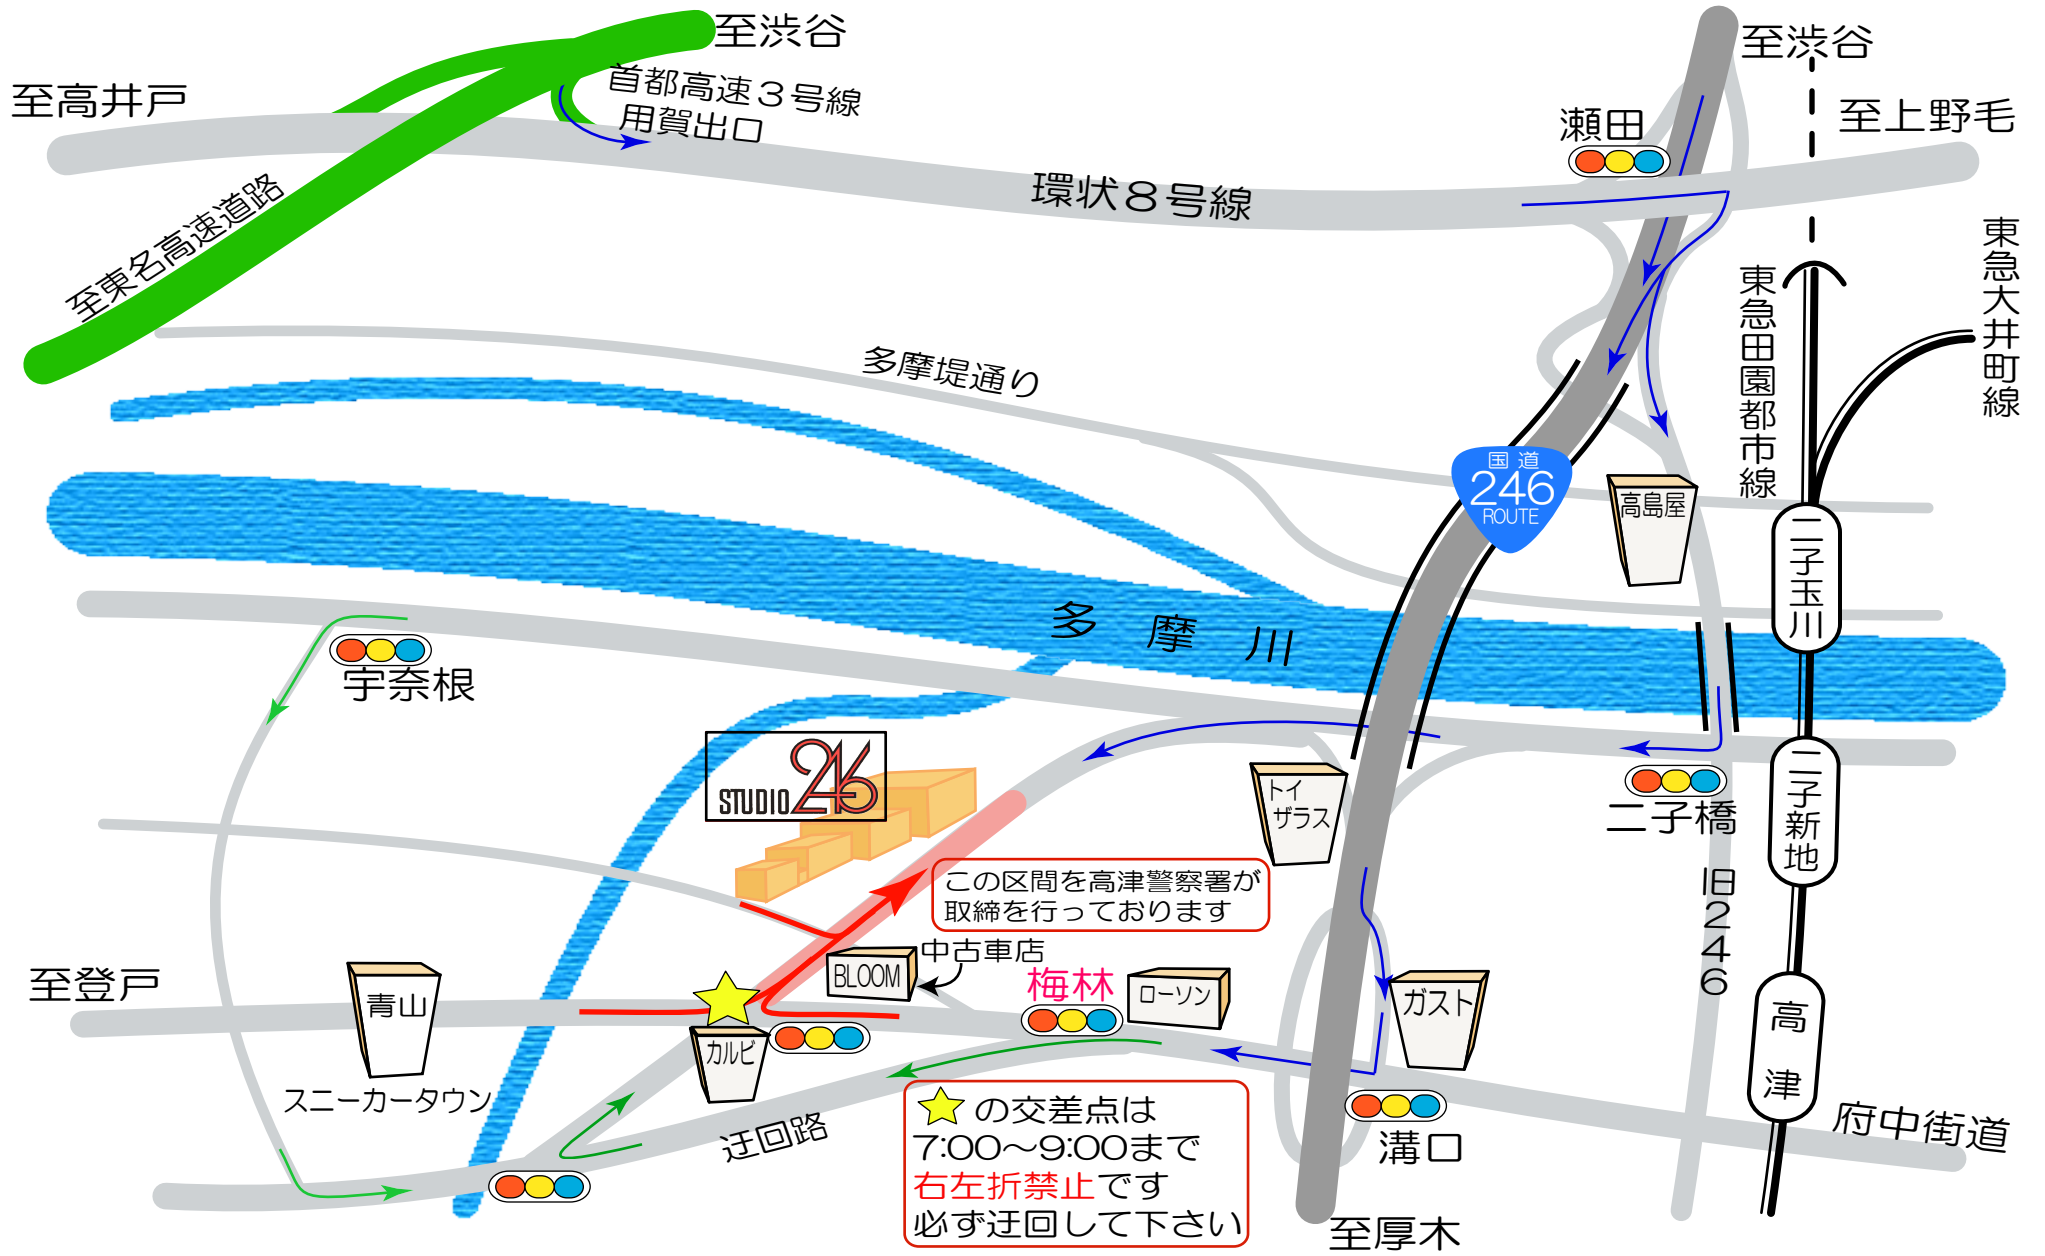 至渋谷
至高井戸
首都高速3号線
用賀出口
至東名高速道路
環状8号線
至渋谷
瀬田
至上野毛
東急大井町線
東急田園都市線
多摩堤通り
国道
246
ROUTE
高島屋
二子玉川
多摩川
宇奈根
STUDIO 246
トイ
ザラス
二子橋
二子新地
旧246
この区間を高津警察署が
取締を行っております
中古車店
BLOOM
梅林
ローソン
ガスト
高津
至登戸
青山
スニーカータウン
カルビ
迂回路
の交差点は
7:00〜9:00まで
右左折禁止です
必ず迂回して下さい
溝口
府中街道
至厚木